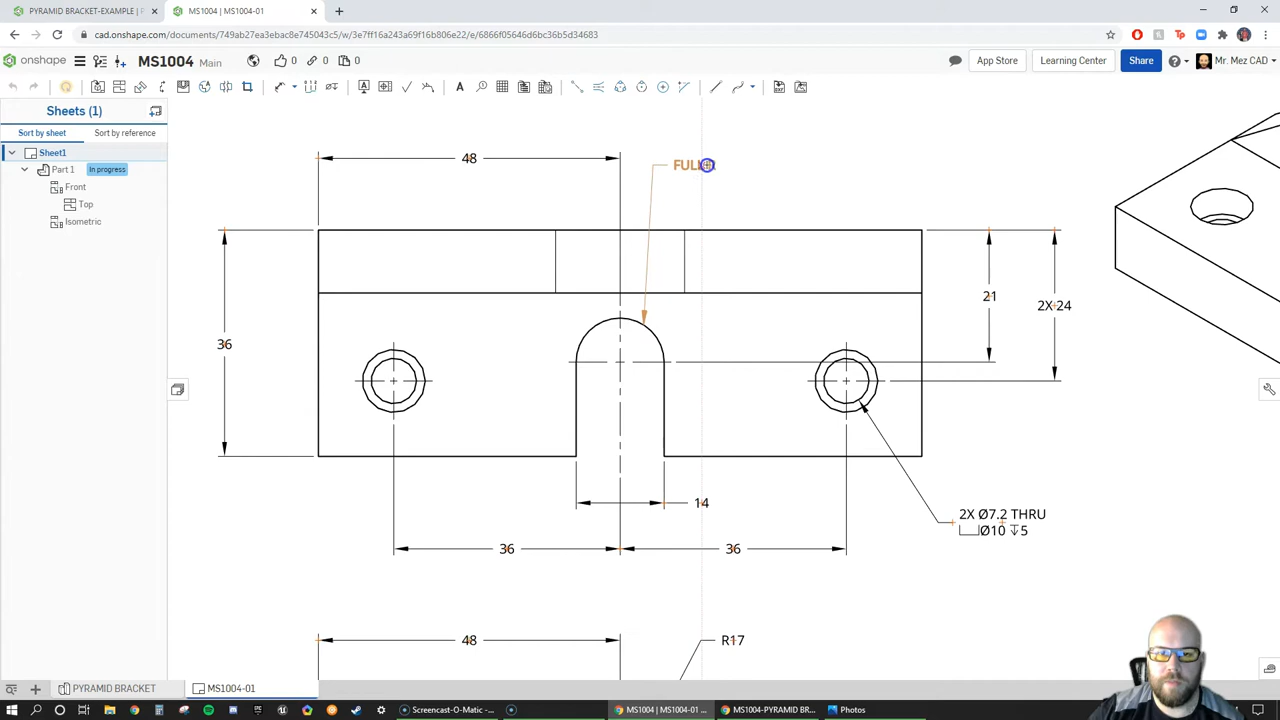 PYRAMID BRACKET-EXAMPLE | 
MS1004 | MS1004-01
cad.onshape.com/documents/749ab27ea3ebac8e745043c5/w/3e7ff16a243a69f16b806e22/e/6866f05646d6bc36b5d34683
onshape
MS1004 Main
0
0
0
App Store
Learning Center
Share
Mr. Mez CAD
Sheets (1)
Sort by sheet
Sort by reference
Sheet1
Part 1 In progress
Front
Top
Isometric
48
36
21
2X 24
14
2X Ø7.2 THRU
⌴Ø10 ↧5
36
36
48
R17
PYRAMID BRACKET
MS1004-01
Screencast-O-Matic - ...
MS1004 | MS1004-01 ...
MS1004-PYRAMID BR...
Photos